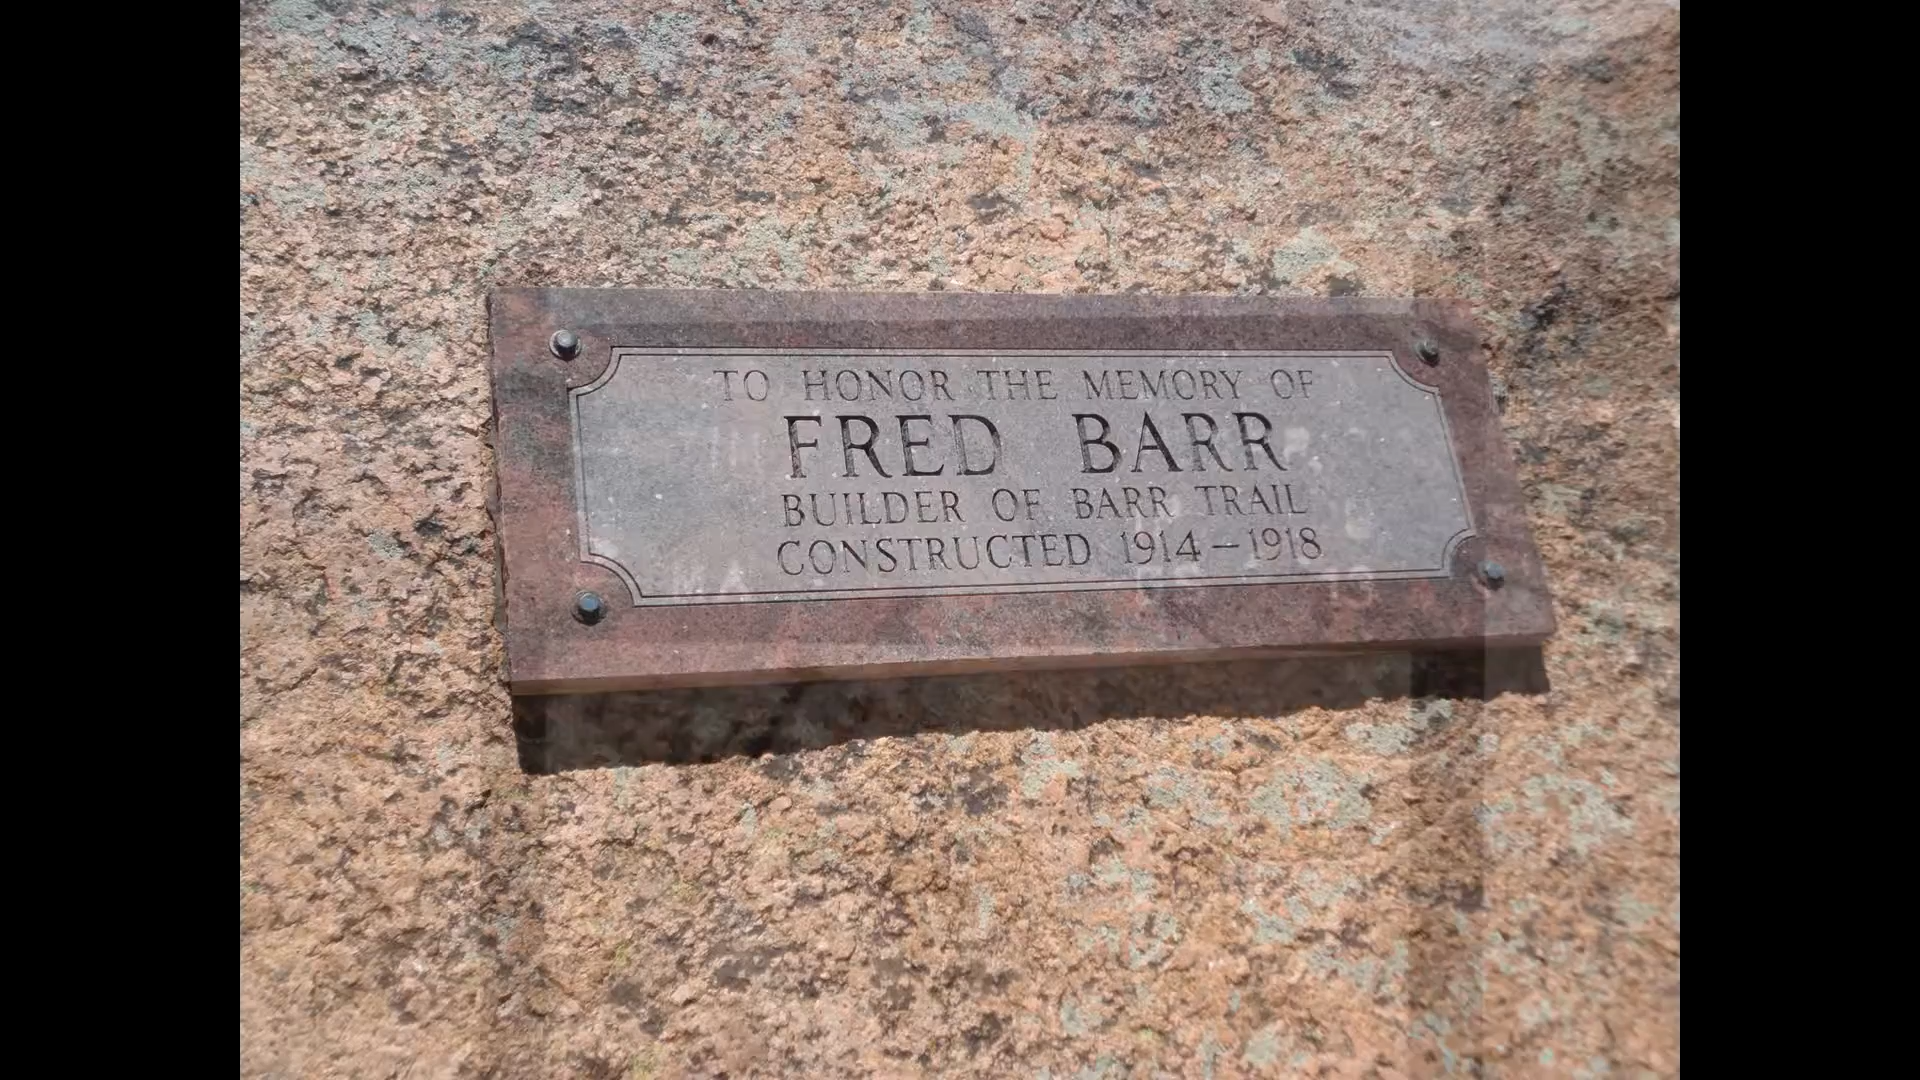 TO HONOR THE MEMORY OF
FRED BARR
BUILDER OF BARR TRAIL
CONSTRUCTED 1914-1918